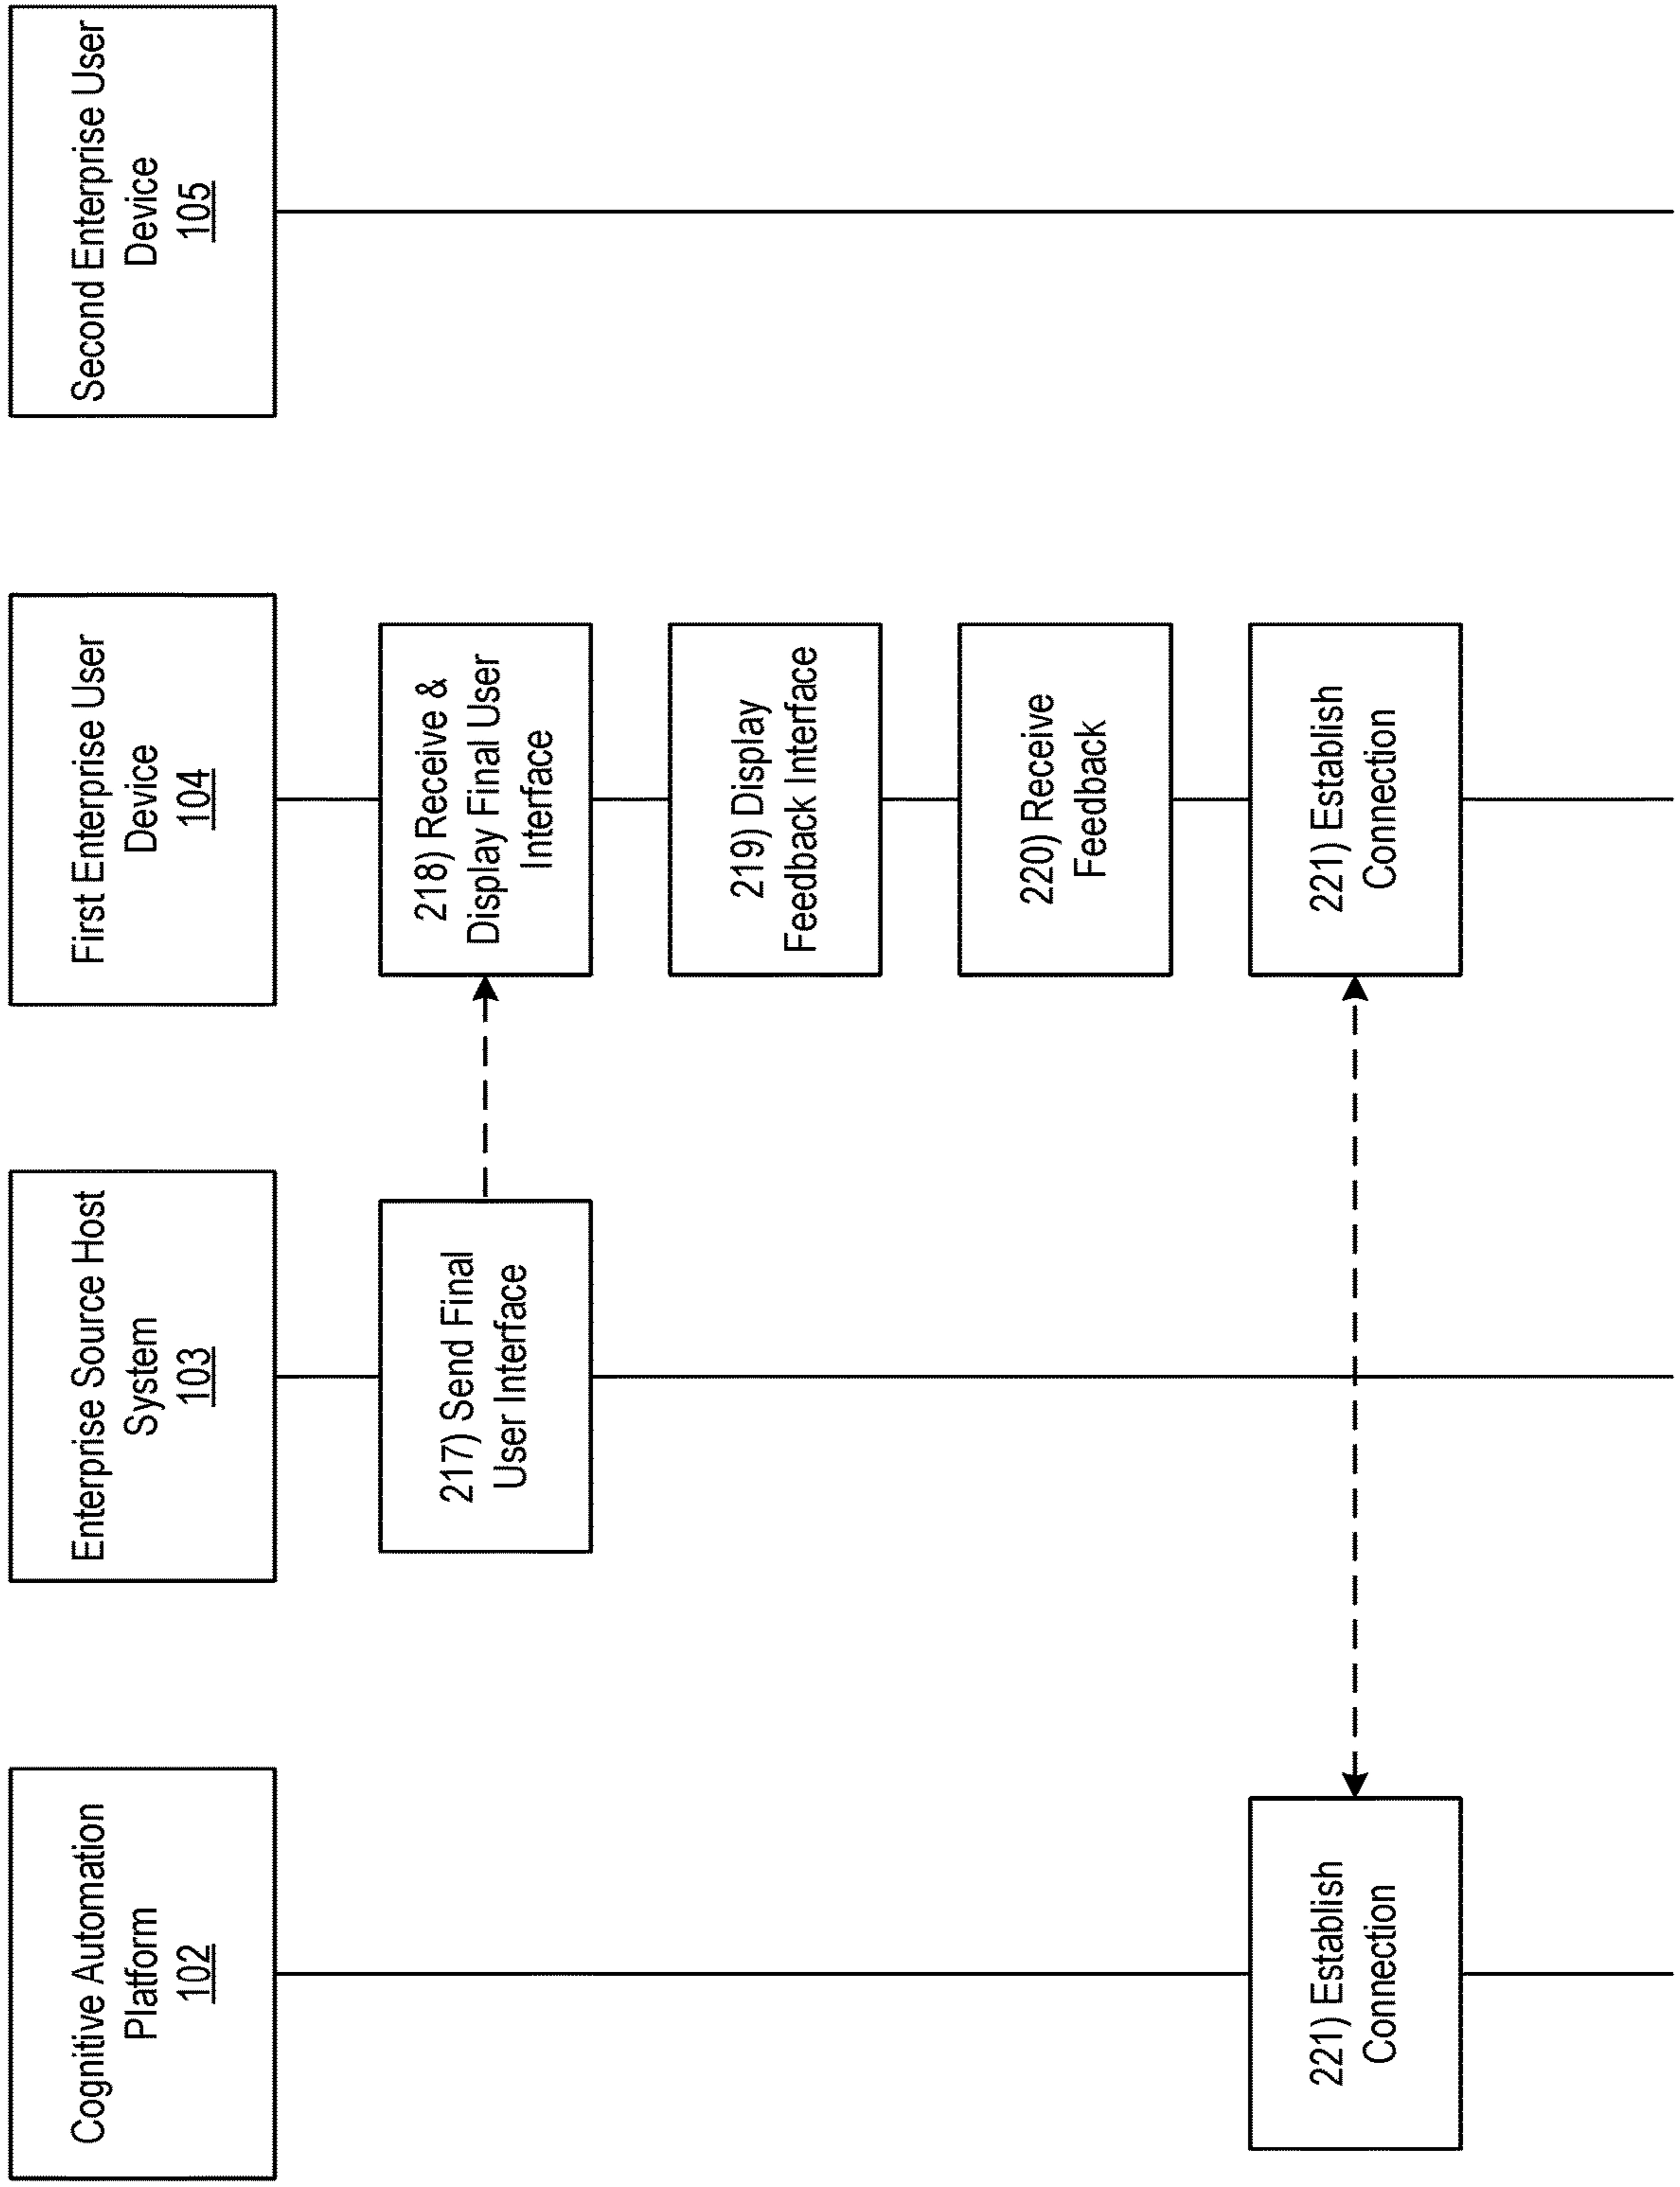 Cognitive Automation
Platform
102
Enterprise Source Host
System
103
First Enterprise User
Device
104
Second Enterprise User
Device
105
217) Send Final
User Interface
218) Receive &
Display Final User
Interface
219) Display
Feedback Interface
220) Receive
Feedback
221) Establish
Connection
221) Establish
Connection